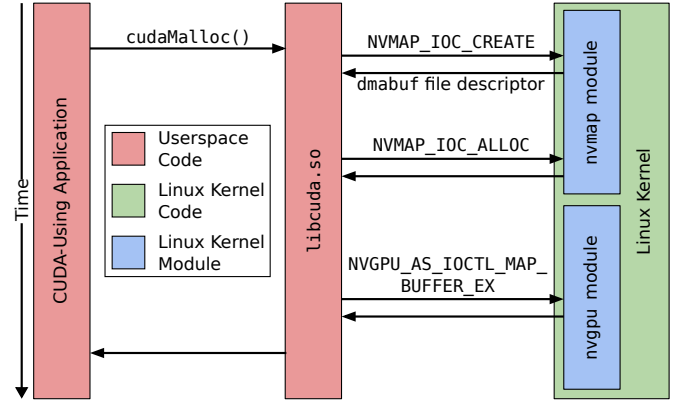 Time
CUDA-Using Application
cudaMalloc()
Userspace
Code
Linux Kernel
Code
Linux Kernel
Module
libcuda.so
NVMAP_IOC_CREATE
dmabuf file descriptor
NVMAP_IOC_ALLOC
NVGPU_AS_IOCTL_MAP_
BUFFER_EX
nvmap module
nvgpu module
Linux Kernel